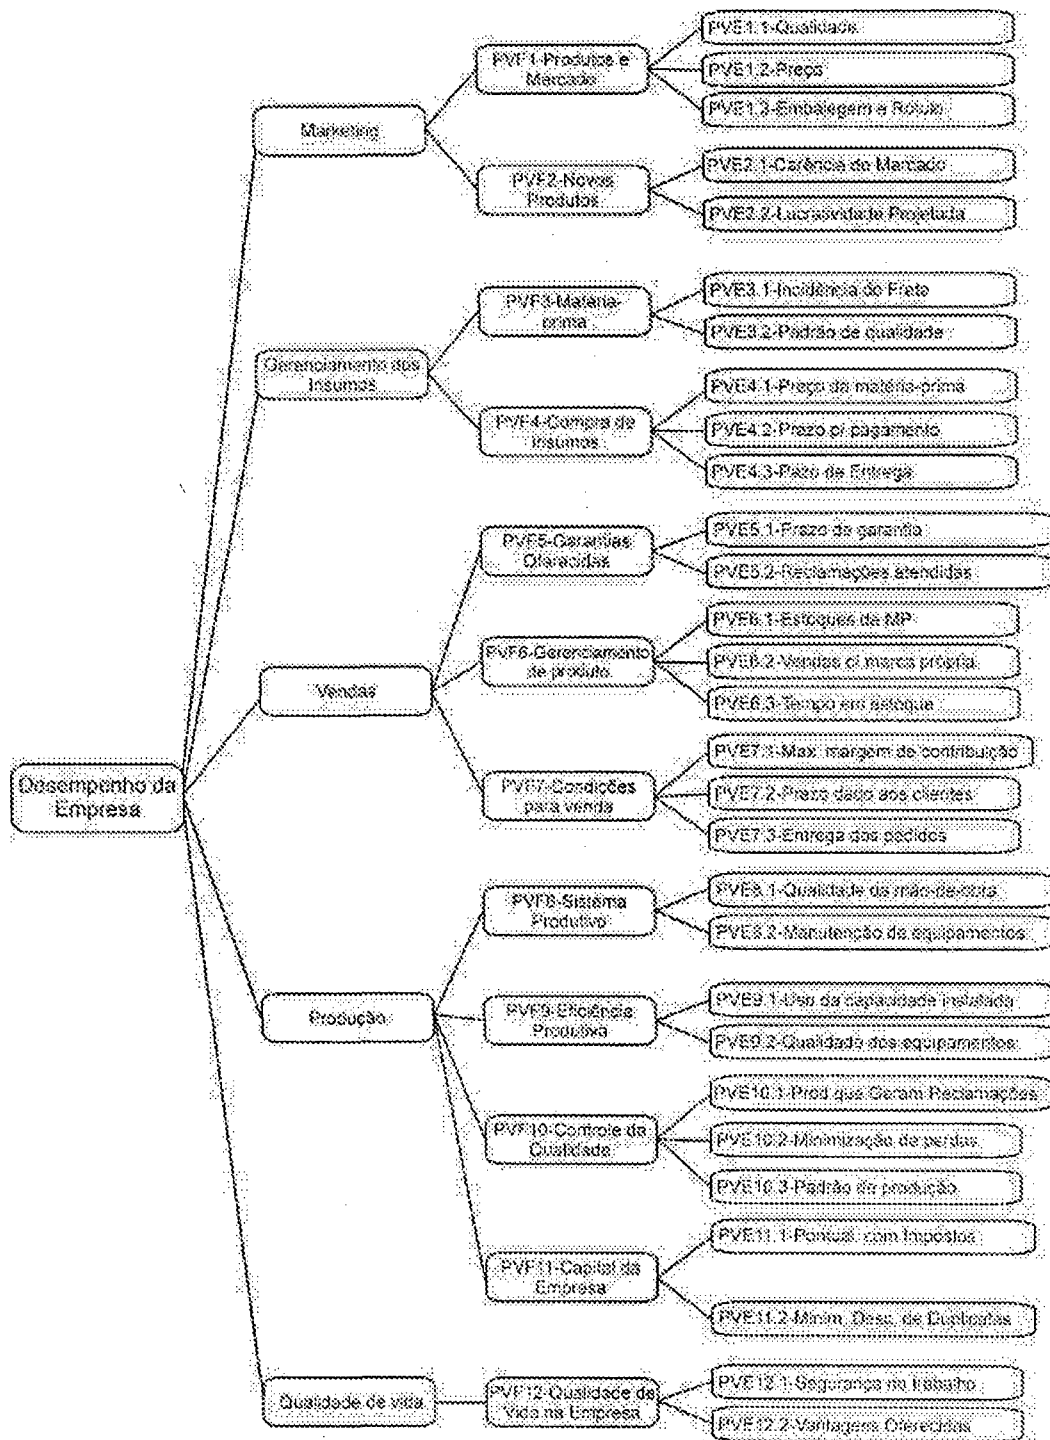 PVE1.1-Qualidade
PVF1-Produtos e
Mercado
PVE1.2-Preço
PVE1.3-Embalagem e Rótulo
Marketing
PVF2-Novos
Produtos
PVE2.1-Carência do Mercado
PVE2.2-Lucratividade Projetada
Gerenciamento dos
Insumos
PVF3-Matéria-
prima
PVE3.1-Incidência do Frete
PVE3.2-Padrão de qualidade
PVF4-Compra de
Insumos
PVE4.1-Preço da matéria-prima
PVE4.2-Prazo p/ pagamento
PVE4.3-Pazo de Entrega
Vendas
PVF5-Garantias
Oferecidas
PVE5.1-Prazo de garantia
PVE5.2-Reclamações atendidas
PVF6-Gerenciamento
de produto
PVE6.1-Estoques de MP
PVE6.2-Vendas c/ marca própria
PVE6.3-Tempo em estoque
PVF7-Condições
para venda
PVE7.1-Max. margem de contribuição
PVE7.2-Prazo dado aos clientes
PVE7.3-Entrega dos pedidos
Desempenho da
Empresa
Produção
PVF8-Sistema
Produtivo
PVE8.1-Qualidade da mão-de-obra
PVE8.2-Manutenção de equipamentos
PVF9-Eficiência
Produtiva
PVE9.1-Uso da capacidade instalada
PVE9.2-Qualidade dos equipamentos
PVF10-Controle da
Qualidade
PVE10.1-Prod que Geram Reclamações
PVE10.2-Minimização de perdas
PVE10.3-Padrão de produção
PVF11-Capital da
Empresa
PVE11.1-Pontual. com Impostos
PVE11.2-Minim. Desc. de Duplicatas
Qualidade de vida
PVF12-Qualidade de
Vida na Empresa
PVE12.1-Segurança no trabalho
PVE12.2-Vantagens Oferecidas